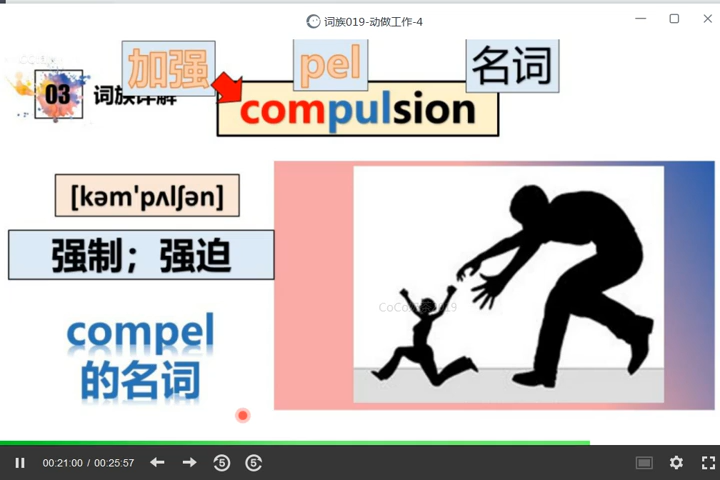 词族019-动做工作-4
加强
pel
名词
03
词族详解
compulsion
[kəm'pʌlʃən]
强制；强迫
compel
的名词
00:21:00 / 00:25:57
5
5